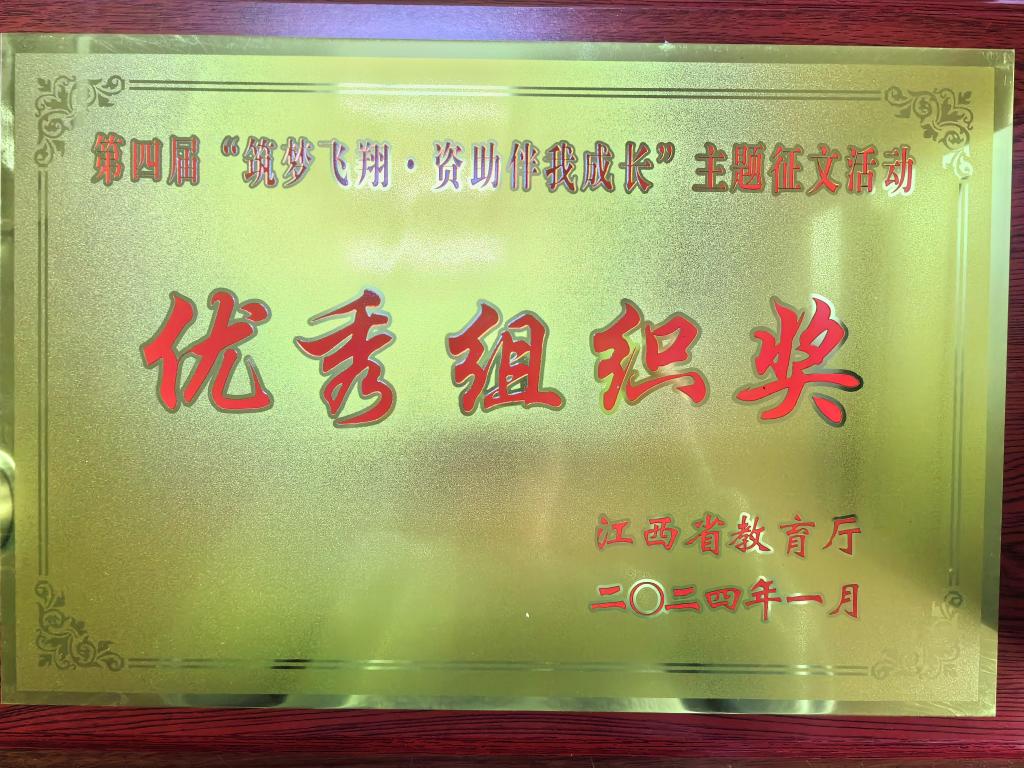 第四届“筑梦飞翔·资助伴我成长”主题征文活动
优秀组织奖
江西省教育厅
二〇二四年一月